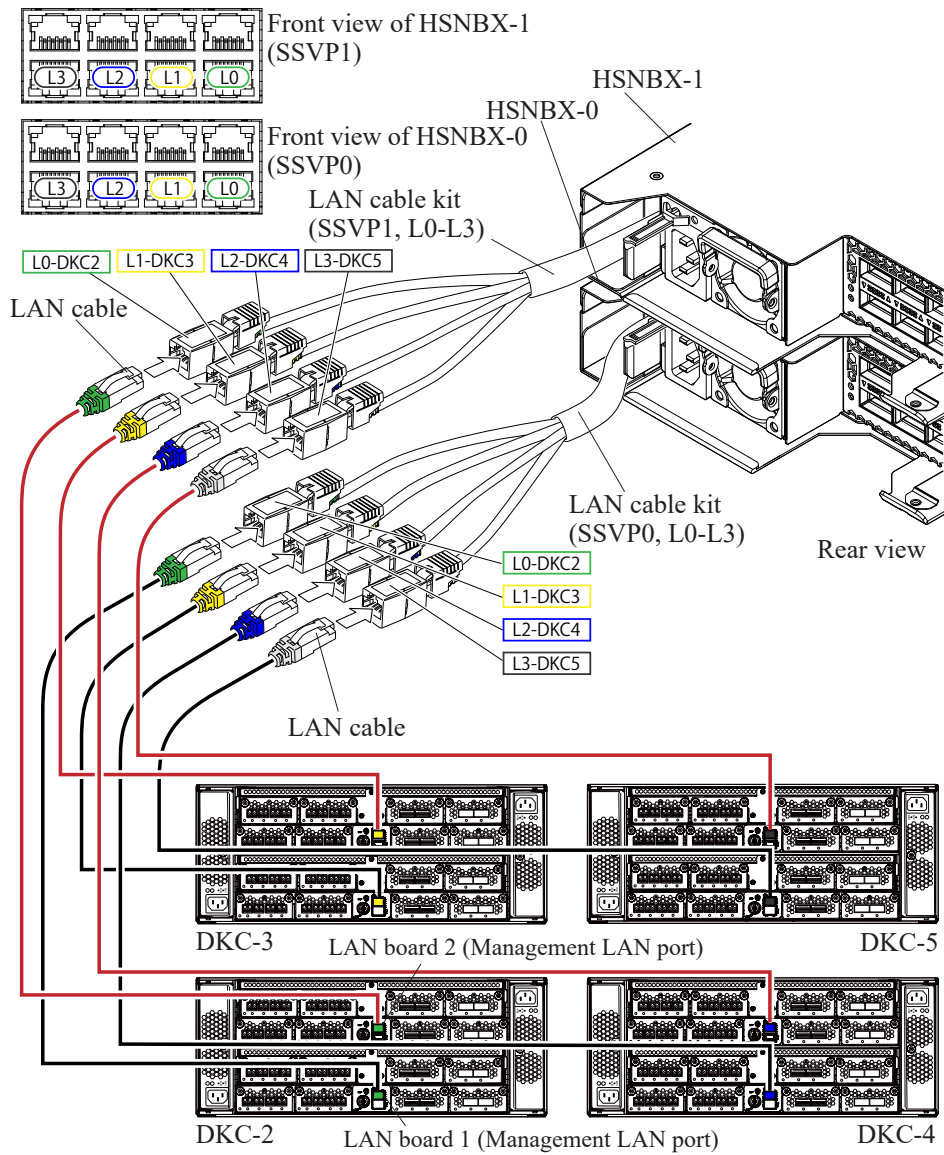 Front view of HSNBX-1
(SSVP1)
L3 L2 L1 L0
Front view of HSNBX-0
(SSVP0)
L3 L2 L1 L0
HSNBX-1
HSNBX-0
LAN cable kit
(SSVP1, L0-L3)
L0-DKC2 L1-DKC3 L2-DKC4 L3-DKC5
LAN cable
LAN cable kit
(SSVP0, L0-L3)
Rear view
L0-DKC2
L1-DKC3
L2-DKC4
L3-DKC5
LAN cable
DKC-3
DKC-5
LAN board 2 (Management LAN port)
DKC-2
DKC-4
LAN board 1 (Management LAN port)